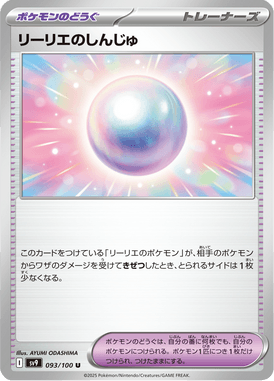 ポケモンのどうぐ
トレーナーズ
リーリエのしんじゅ
このカードをつけている「リーリエのポケモン」が、相手のポケモン
からワザのダメージを受けてきぜつしたとき、とられるサイドは1枚
少なくなる。
Illus. AYUMI ODASHIMA
sv9 093/100 U
ポケモンのどうぐは、自分の番に何枚でも、自分の
ポケモンにつけられる。ポケモン1匹につき1枚だけ
つけられ、つけたままにする。
©2025 Pokémon/Nintendo/Creatures/GAME FREAK.